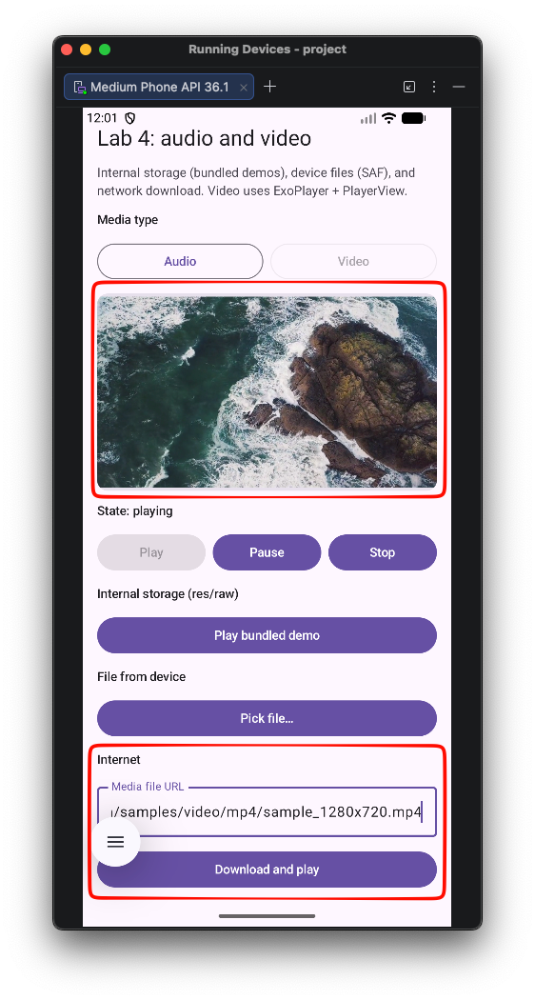 Running Devices - project
Medium Phone API 36.1
12:01
Lab 4: audio and video
Internal storage (bundled demos), device files (SAF), and
network download. Video uses ExoPlayer + PlayerView.
Media type
Audio Video
State: playing
Play Pause Stop
Internal storage (res/raw)
Play bundled demo
File from device
Pick file...
Internet
Media file URL
/samples/video/mp4/sample_1280x720.mp4
Download and play